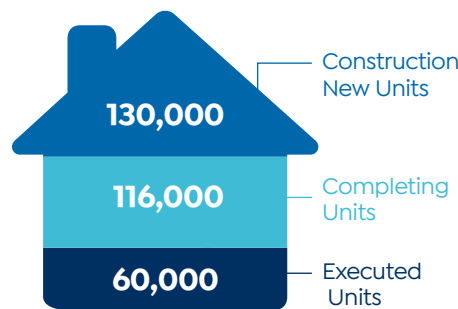 130,000
Construction
New Units
116,000
Completing
Units
60,000
Executed
Units